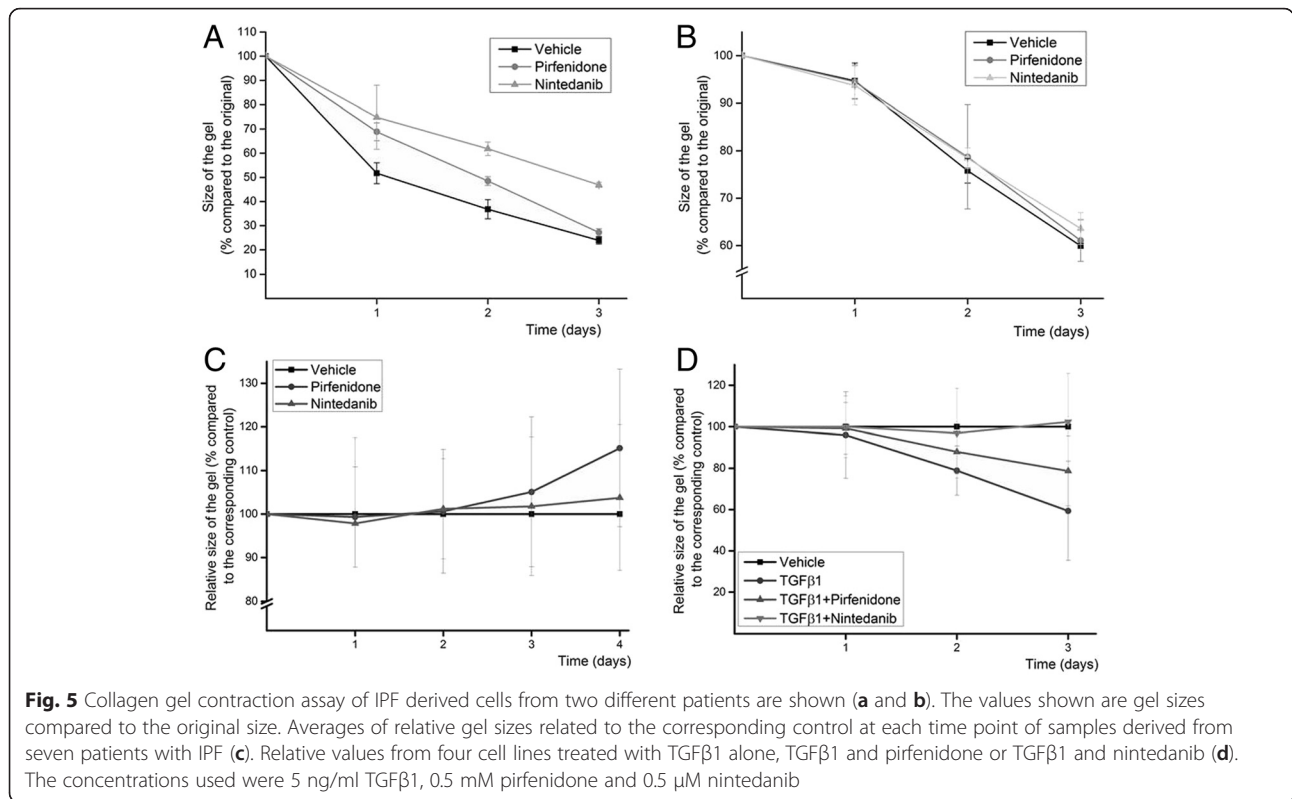 A
Vehicle
Pirfenidone
Nintedanib
Size of the gel
(% compared to the original)
100
90
80
70
60
50
40
30
20
10
1 2 3
Time (days)
B
Vehicle
Pirfenidone
Nintedanib
Size of the gel
(% compared to the original)
100
90
80
70
60
1 2 3
Time (days)
C
Vehicle
Pirfenidone
Nintedanib
Relative size of the gel (% compared
to the corresponding control)
130
120
110
100
90
80
1 2 3 4
Time (days)
D
Relative size of the gel (% compared
to the corresponding control)
120
100
80
60
40
20
Vehicle
TGFβ1
TGFβ1+Pirfenidone
TGFβ1+Nintedanib
1 2 3
Time (days)
Fig. 5 Collagen gel contraction assay of IPF derived cells from two different patients are shown (a and b). The values shown are gel sizes
compared to the original size. Averages of relative gel sizes related to the corresponding control at each time point of samples derived from
seven patients with IPF (c). Relative values from four cell lines treated with TGFβ1 alone, TGFβ1 and pirfenidone or TGFβ1 and nintedanib (d).
The concentrations used were 5 ng/ml TGFβ1, 0.5 mM pirfenidone and 0.5 μM nintedanib